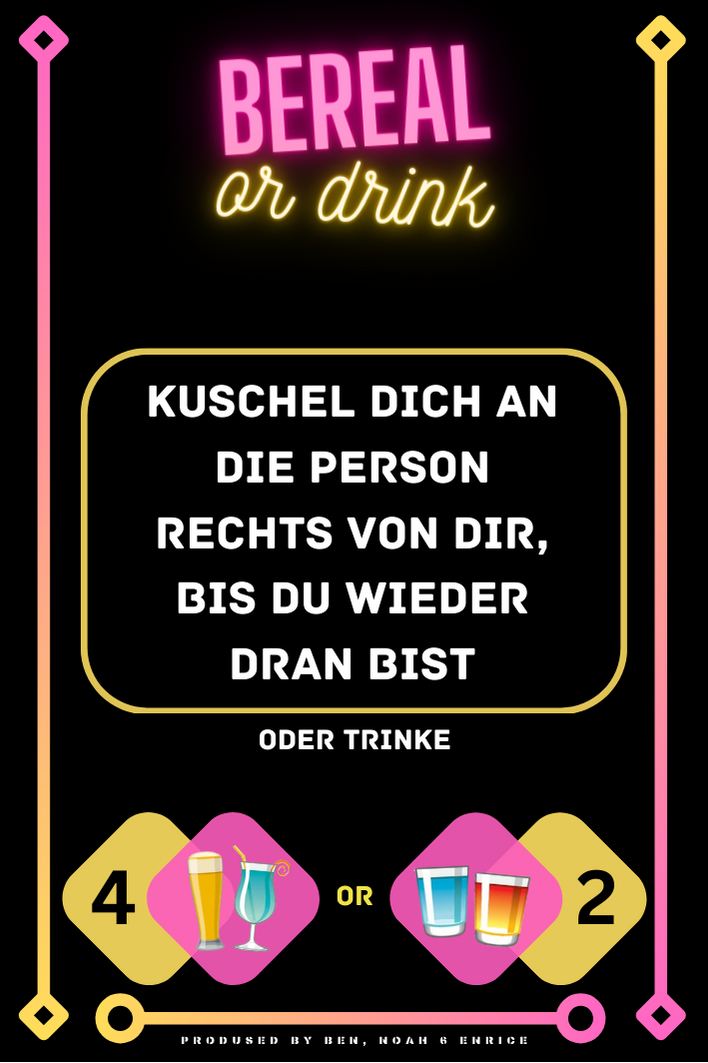 BEREAL
or drink
KUSCHEL DICH AN
DIE PERSON
RECHTS VON DIR,
BIS DU WIEDER
DRAN BIST
ODER TRINKE
4 OR 2
PRODUSED BY BEN, NOAH & ENRICE